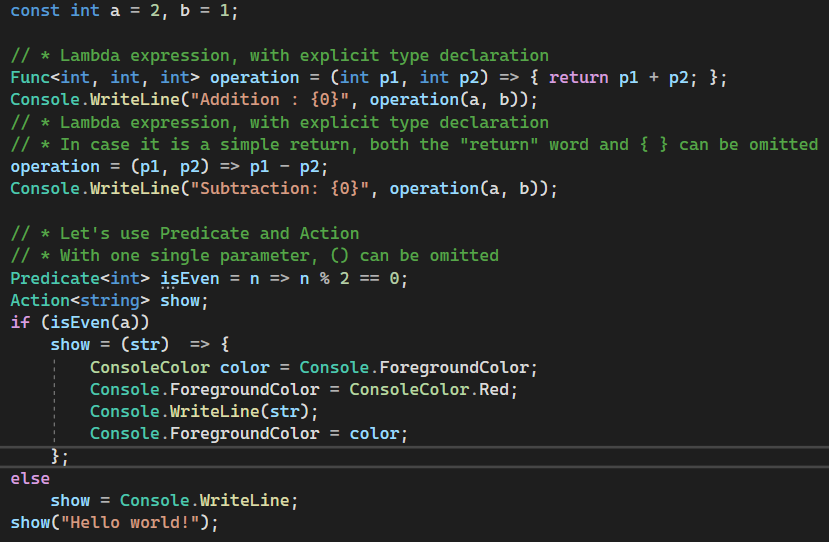 const int a = 2, b = 1;

// * Lambda expression, with explicit type declaration
Func<int, int, int> operation = (int p1, int p2) => { return p1 + p2; };
Console.WriteLine("Addition : {0}", operation(a, b));
// * Lambda expression, with explicit type declaration
// * In case it is a simple return, both the "return" word and { } can be omitted
operation = (p1, p2) => p1 - p2;
Console.WriteLine("Subtraction: {0}", operation(a, b));

// * Let's use Predicate and Action
// * With one single parameter, () can be omitted
Predicate<int> isEven = n => n % 2 == 0;
Action<string> show;
if (isEven(a))
    show = (str)  => {
        ConsoleColor color = Console.ForegroundColor;
        Console.ForegroundColor = ConsoleColor.Red;
        Console.WriteLine(str);
        Console.ForegroundColor = color;
    };
else
    show = Console.WriteLine;
show("Hello world!");